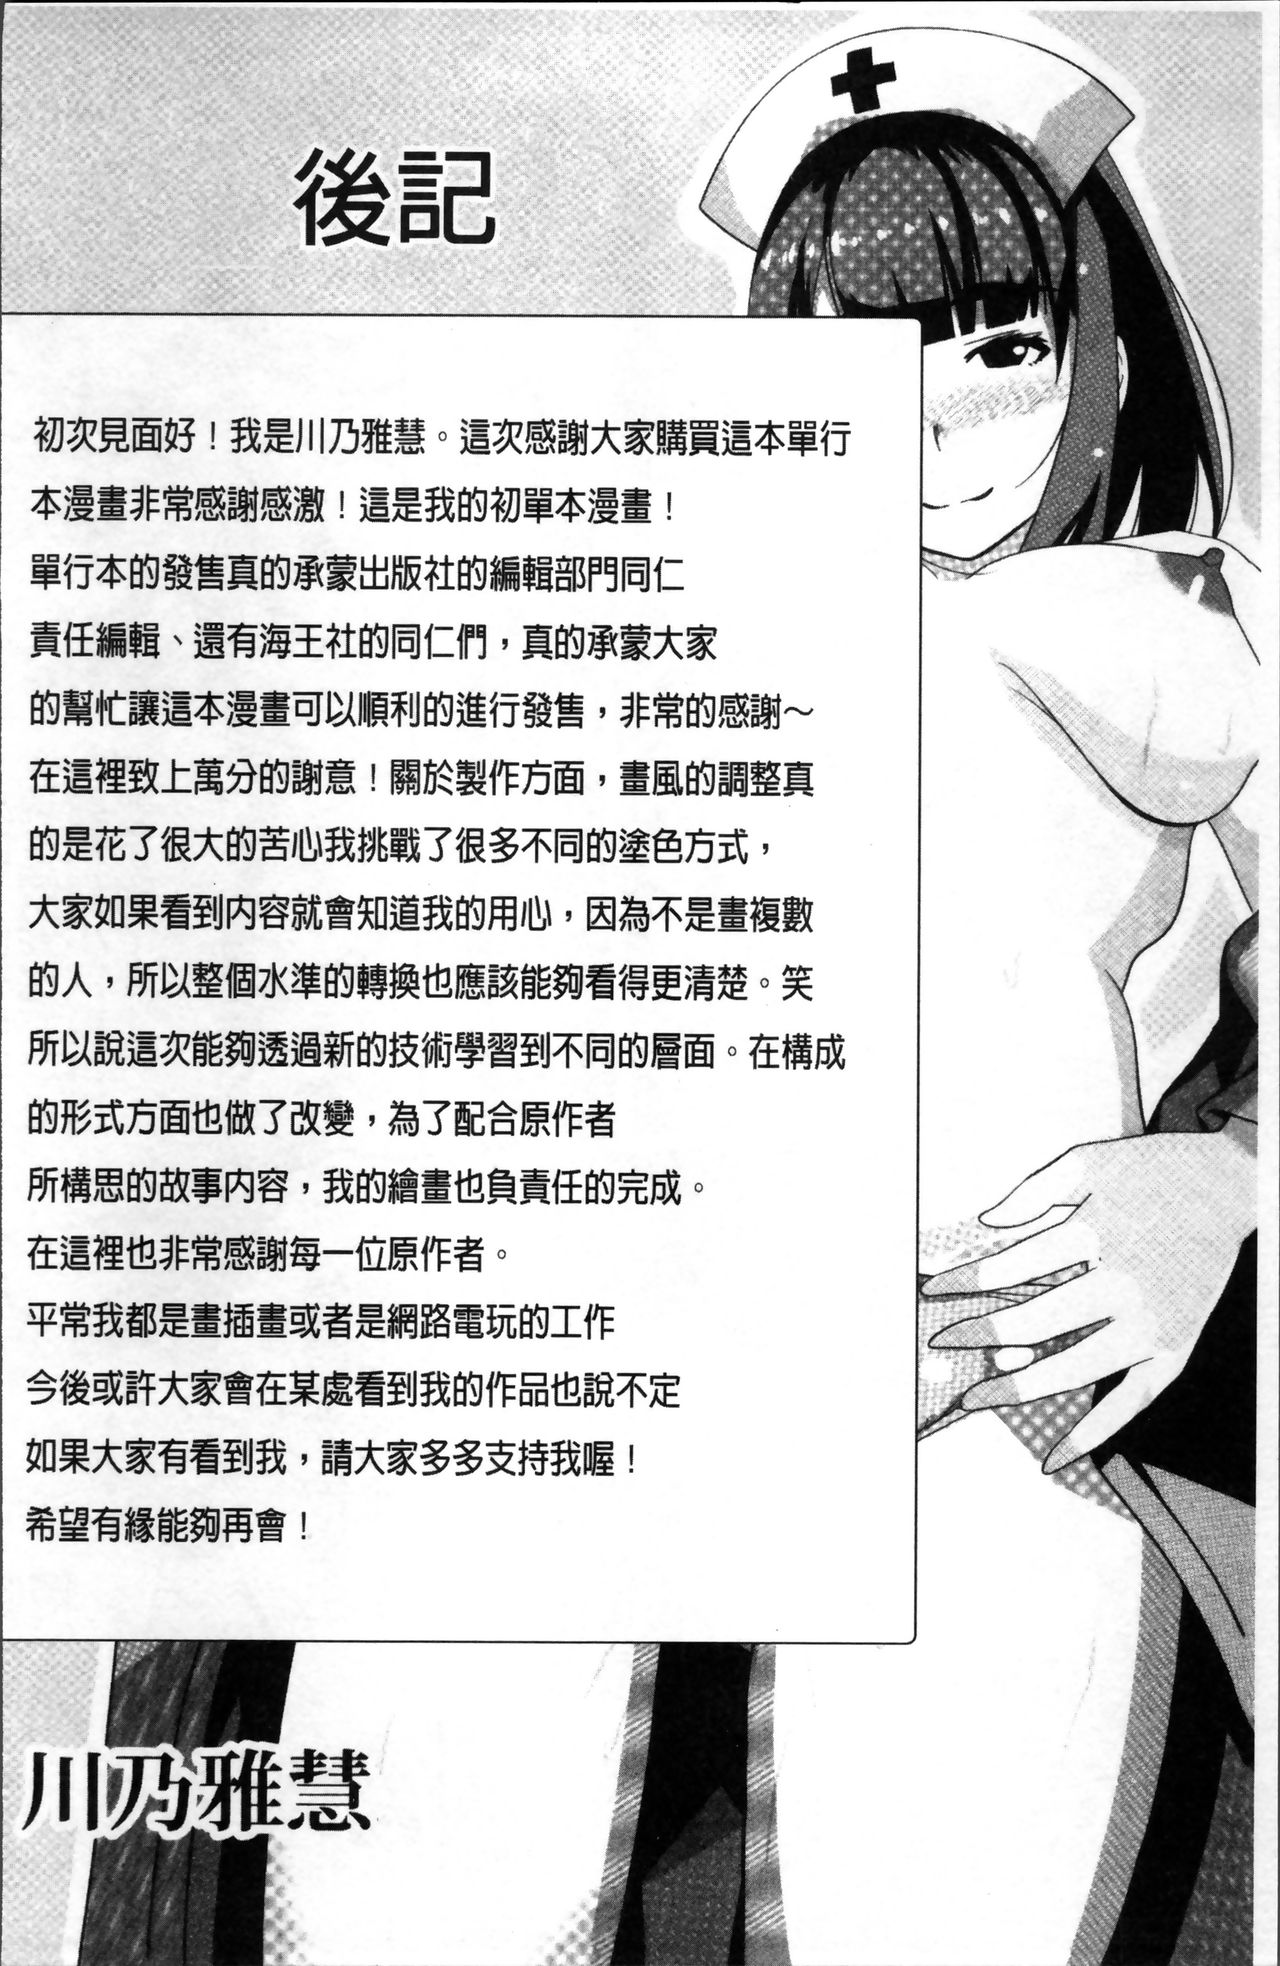 後記
初次見面好！我是川乃雅慧。這次感謝大家購買這本單行
本漫畫非常感謝感激！這是我的初單本漫畫！
單行本的發售真的承蒙出版社的編輯部門同仁
責任編輯、還有海王社的同仁們，真的承蒙大家
的幫忙讓這本漫畫可以順利的進行發售，非常的感謝～
在這裡致上萬分的謝意！關於製作方面，畫風的調整真
的是花了很大的苦心我挑戰了很多不同的塗色方式，
大家如果看到內容就會知道我的用心，因為不是畫複數
的人，所以整個水準的轉換也應該能夠看得更清楚。笑
所以說這次能夠透過新的技術學習到不同的層面。在構成
的形式方面也做了改變，為了配合原作者
所構思的故事內容，我的繪畫也負責任的完成。
在這裡也非常感謝每一位原作者。
平常我都是畫插畫或者是網路電玩的工作
今後或許大家會在某處看到我的作品也說不定
如果大家有看到我，請大家多多支持我喔！
希望有緣能夠再會！
川乃雅慧